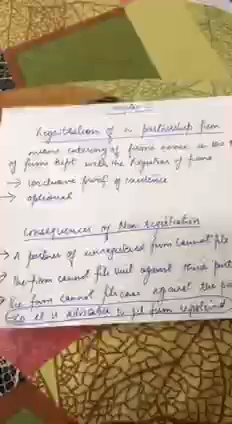 Registration of a partnership firm
means entering of firm's name in the
of firms kept with the Registrar of firms
→ conclusive proof of existence
→ optional
Consequences of Non registration
→ A partner of unregistered firm cannot file
→ The firm cannot file suit against third part
→ The firm cannot file case against the
So it is advisable to get firm registered